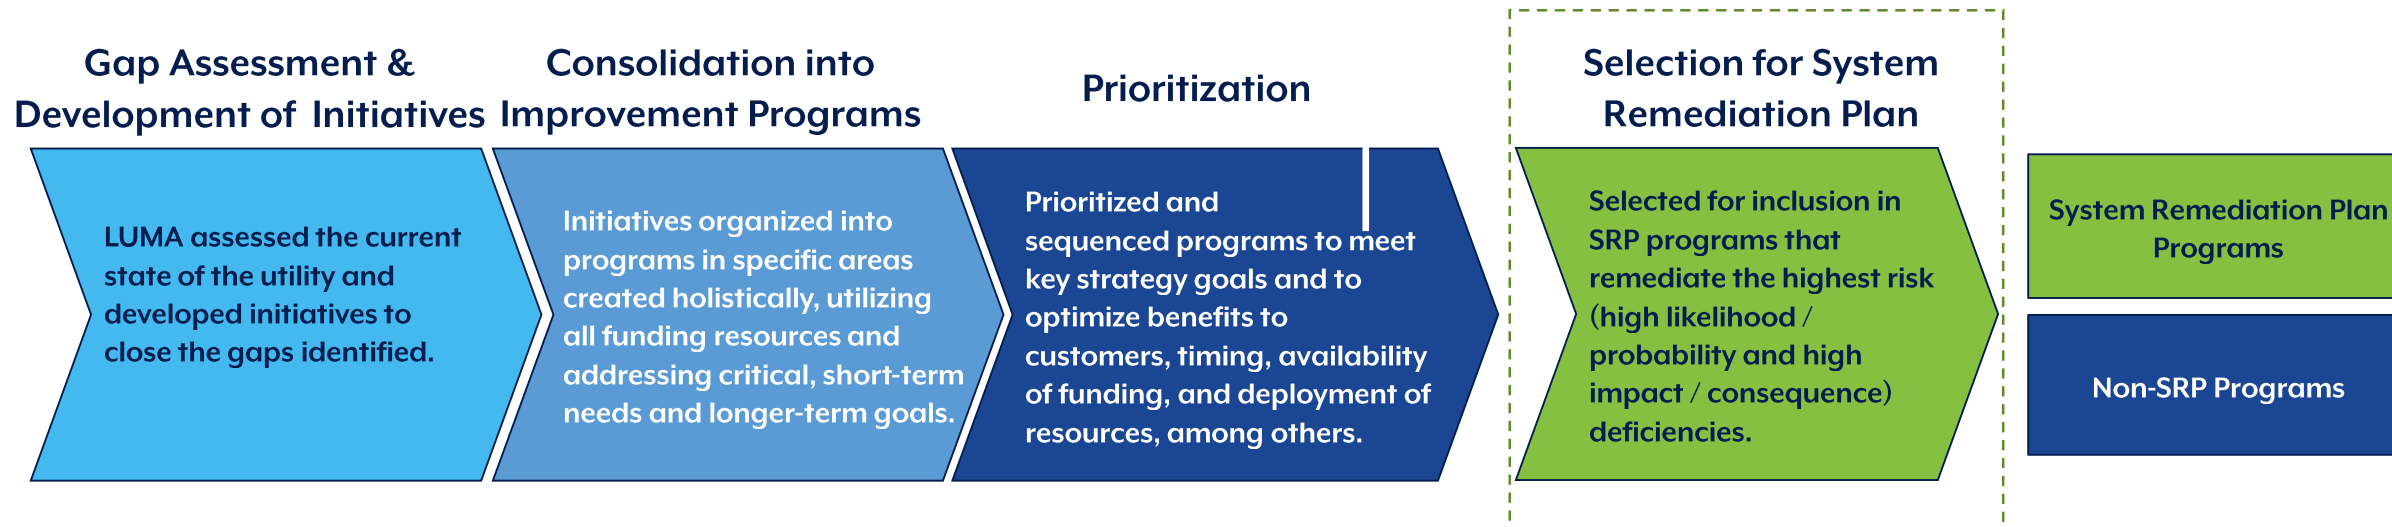 Gap Assessment &
Development of Initiatives
LUMA assessed the current
state of the utility and
developed initiatives to
close the gaps identified.
Consolidation into
Improvement Programs
Initiatives organized into
programs in specific areas
created holistically, utilizing
all funding resources and
addressing critical, short-term
needs and longer-term goals.
Prioritization
Prioritized and
sequenced programs to meet
key strategy goals and to
optimize benefits to
customers, timing, availability
of funding, and deployment of
resources, among others.
Selection for System
Remediation Plan
Selected for inclusion in
SRP programs that
remediate the highest risk
(high likelihood /
probability and high
impact / consequence)
deficiencies.
System Remediation Plan
Programs
Non-SRP Programs